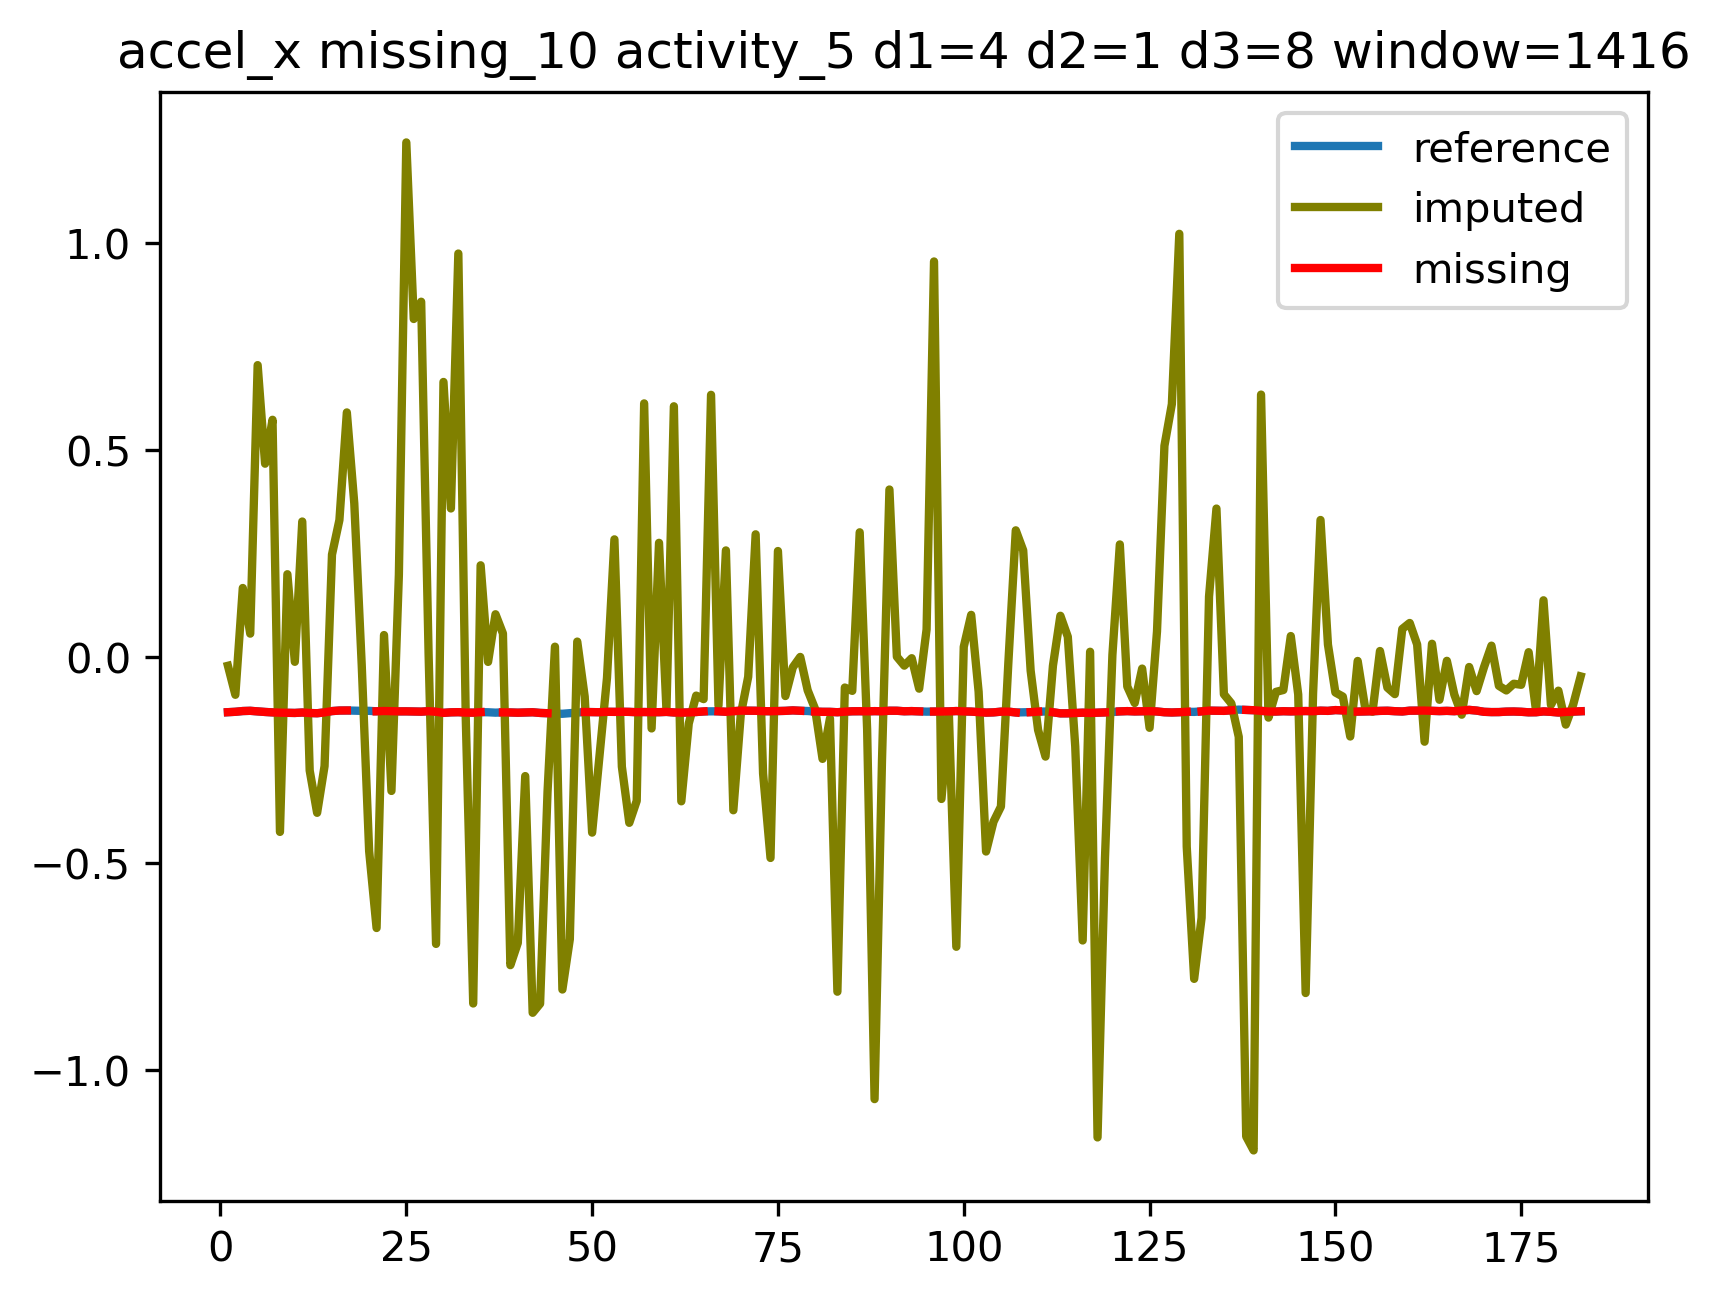 accel_x missing_10 activity_5 d1=4 d2=1 d3=8 window=1416
reference
imputed
missing
1.0
0.5
0.0
−0.5
−1.0
0 25 50 75 100 125 150 175